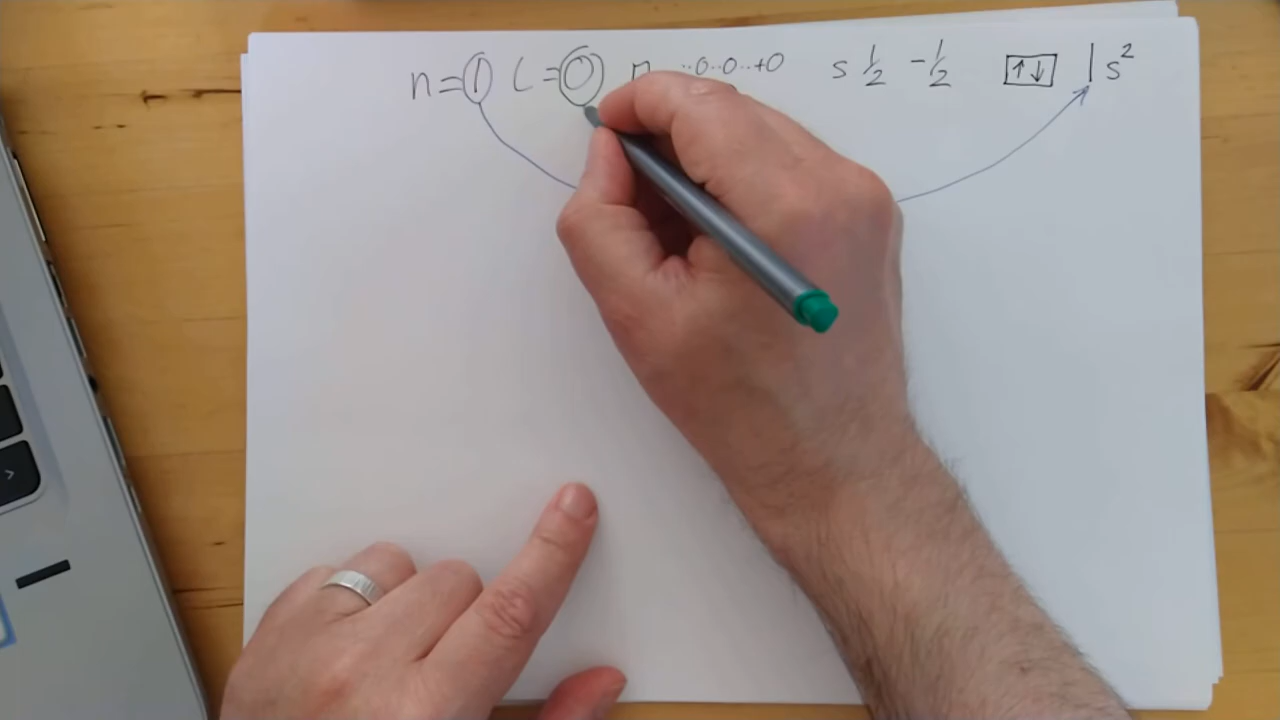 n=1 l=0 ..0..0..+0 s 1/2 -1/2 ↑↓ 1s²